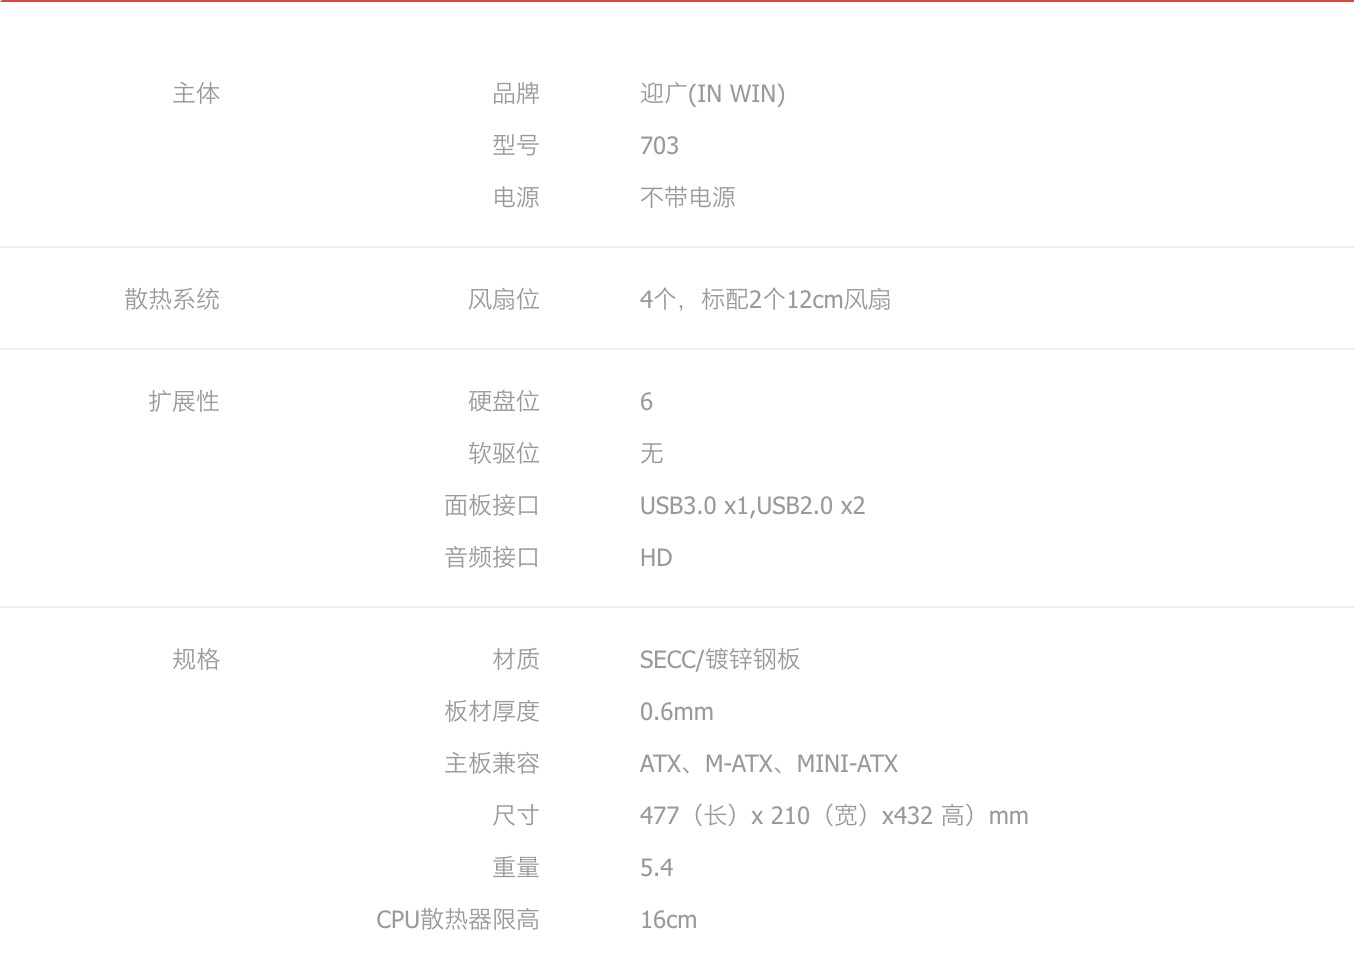 主体 品牌 迎广(IN WIN)
型号 703
电源 不带电源
散热系统 风扇位 4个，标配2个12cm风扇
扩展性 硬盘位 6
软驱位 无
面板接口 USB3.0 x1,USB2.0 x2
音频接口 HD
规格 材质 SECC/镀锌钢板
板材厚度 0.6mm
主板兼容 ATX、M-ATX、MINI-ATX
尺寸 477（长）x 210（宽）x432 高）mm
重量 5.4
CPU散热器限高 16cm